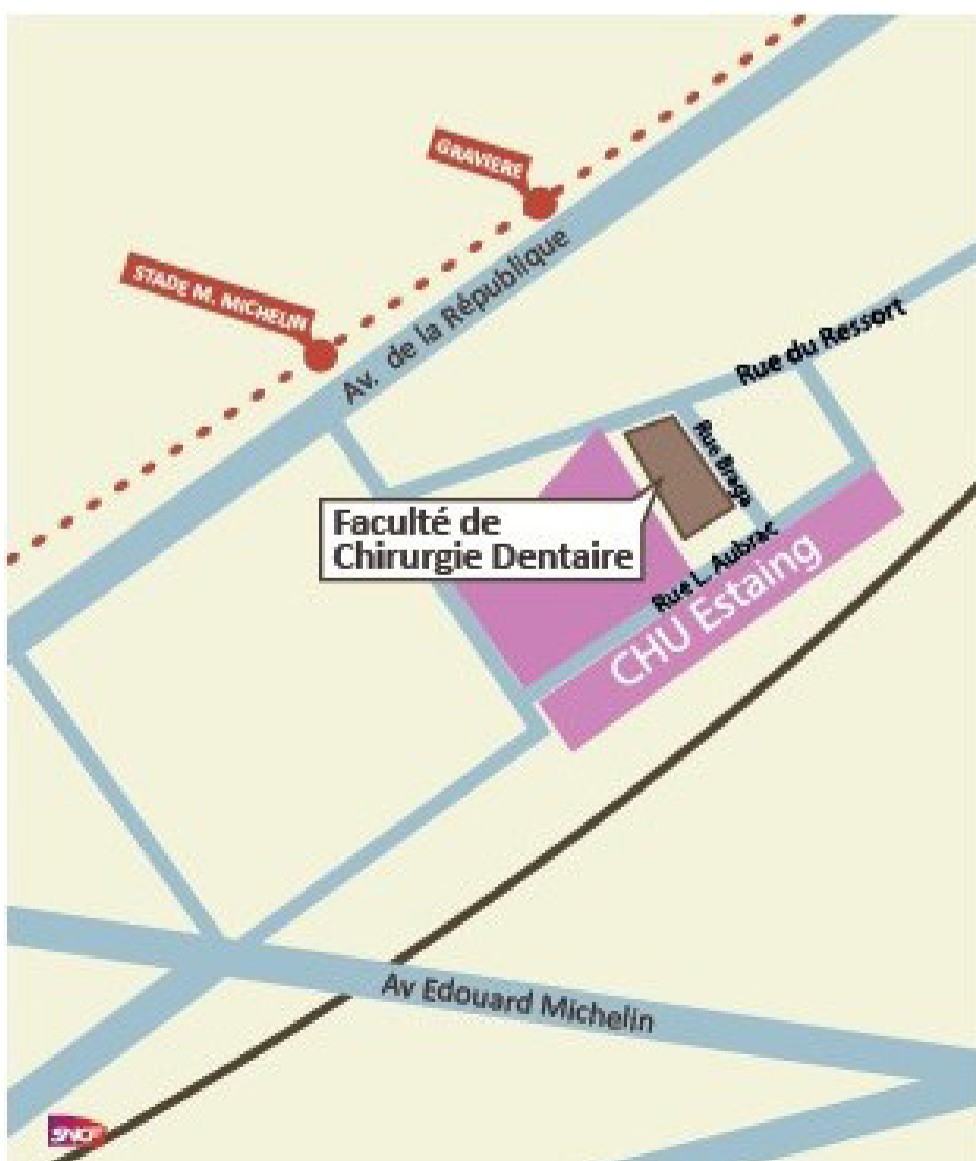 GRAVIERE
STADE M. MICHELIN
Av. de la République
Rue du Ressort
Rue Braga
Faculté de
Chirurgie Dentaire
Rue L. Aubrac
CHU Estaing
Av Edouard Michelin
SNCF